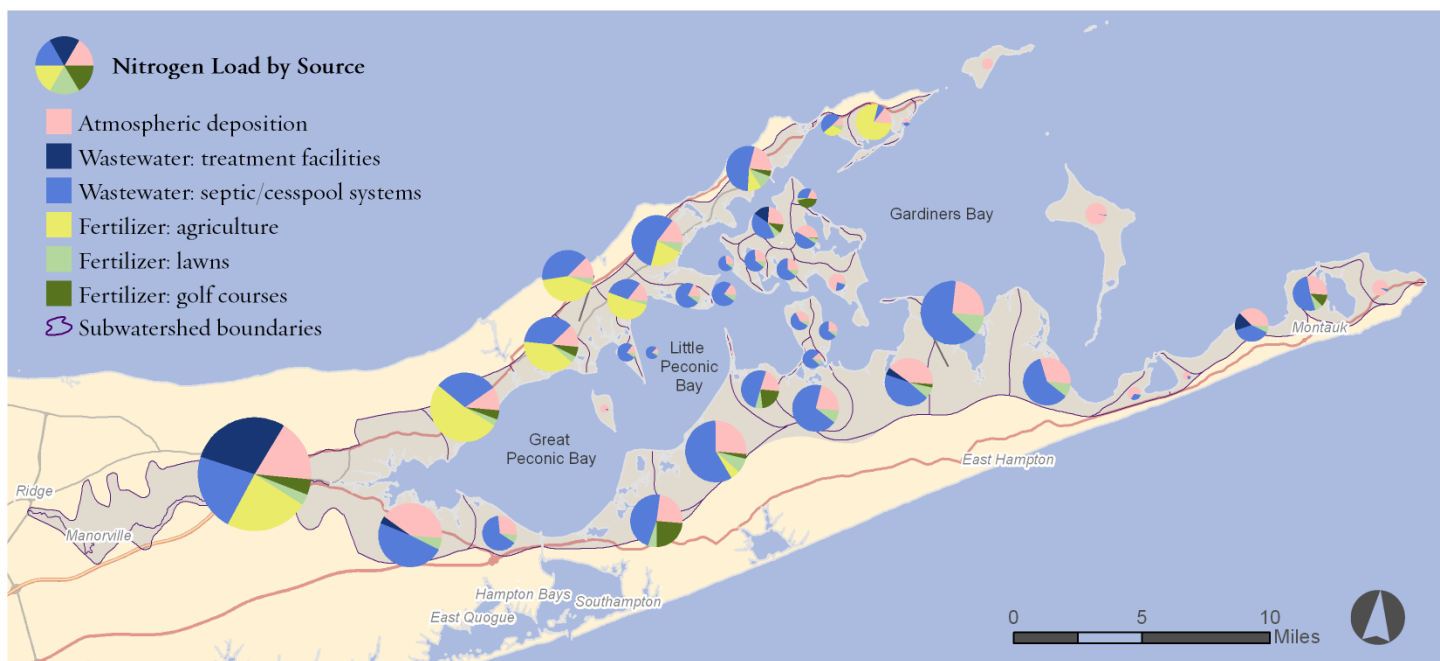 Nitrogen Load by Source
Atmospheric deposition
Wastewater: treatment facilities
Wastewater: septic/cesspool systems
Fertilizer: agriculture
Fertilizer: lawns
Fertilizer: golf courses
Subwatershed boundaries
Gardiners Bay
Montauk
Little
Peconic
Bay
Great
Peconic Bay
East Hampton
Ridge
Manorville
Hampton Bays
Southampton
East Quogue
0 5 10
Miles